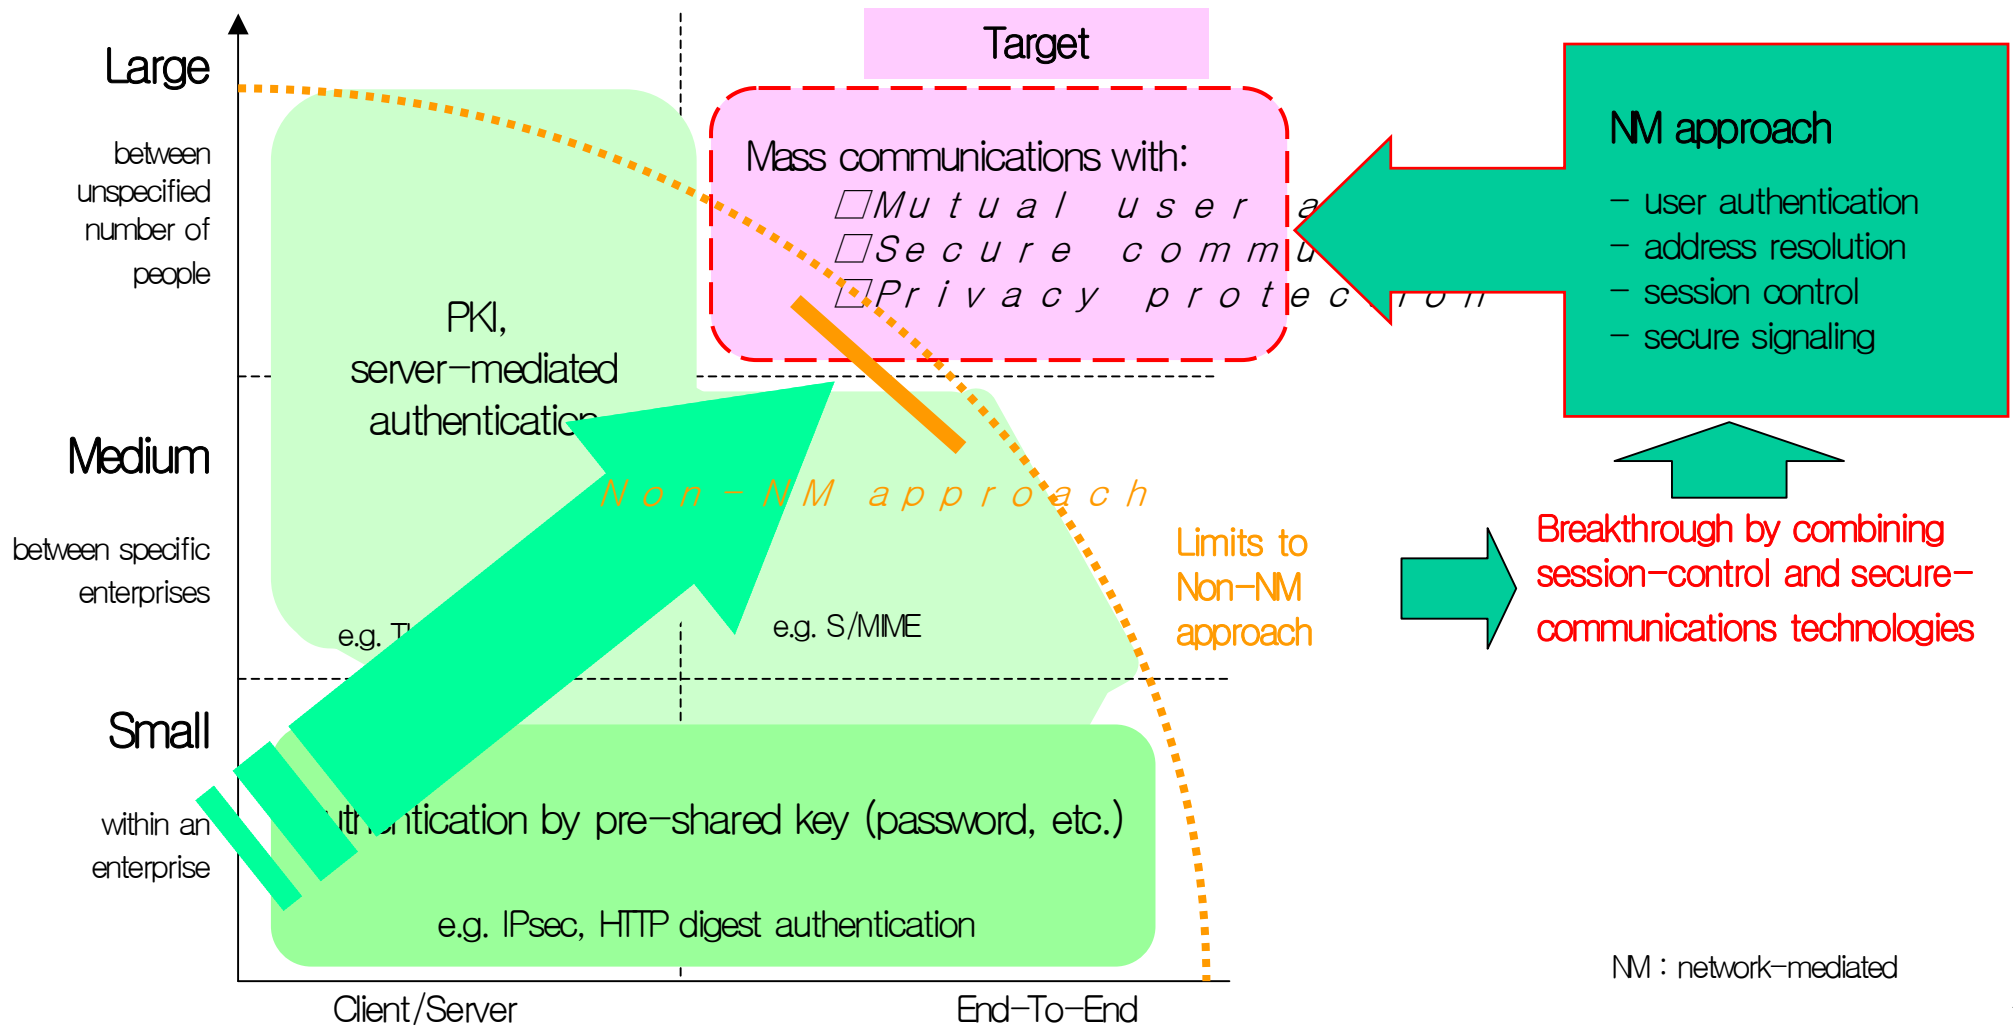 Target
Large
between
unspecified
number of
people
Mass communications with:
□Mutual user
□Secure commu
□Privacy protection
NM approach
- user authentication
- address resolution
- session control
- secure signaling
PKI,
server-mediated
authentication
Medium
between specific
enterprises
Non-NM approach
e.g.
e.g. S/MIME
Limits to
Non-NM
approach
Breakthrough by combining
session-control and secure-
communications technologies
Small
within an
enterprise
uthentication by pre-shared key (password, etc.)
e.g. IPsec, HTTP digest authentication
NM : network-mediated
Client/Server
End-To-End